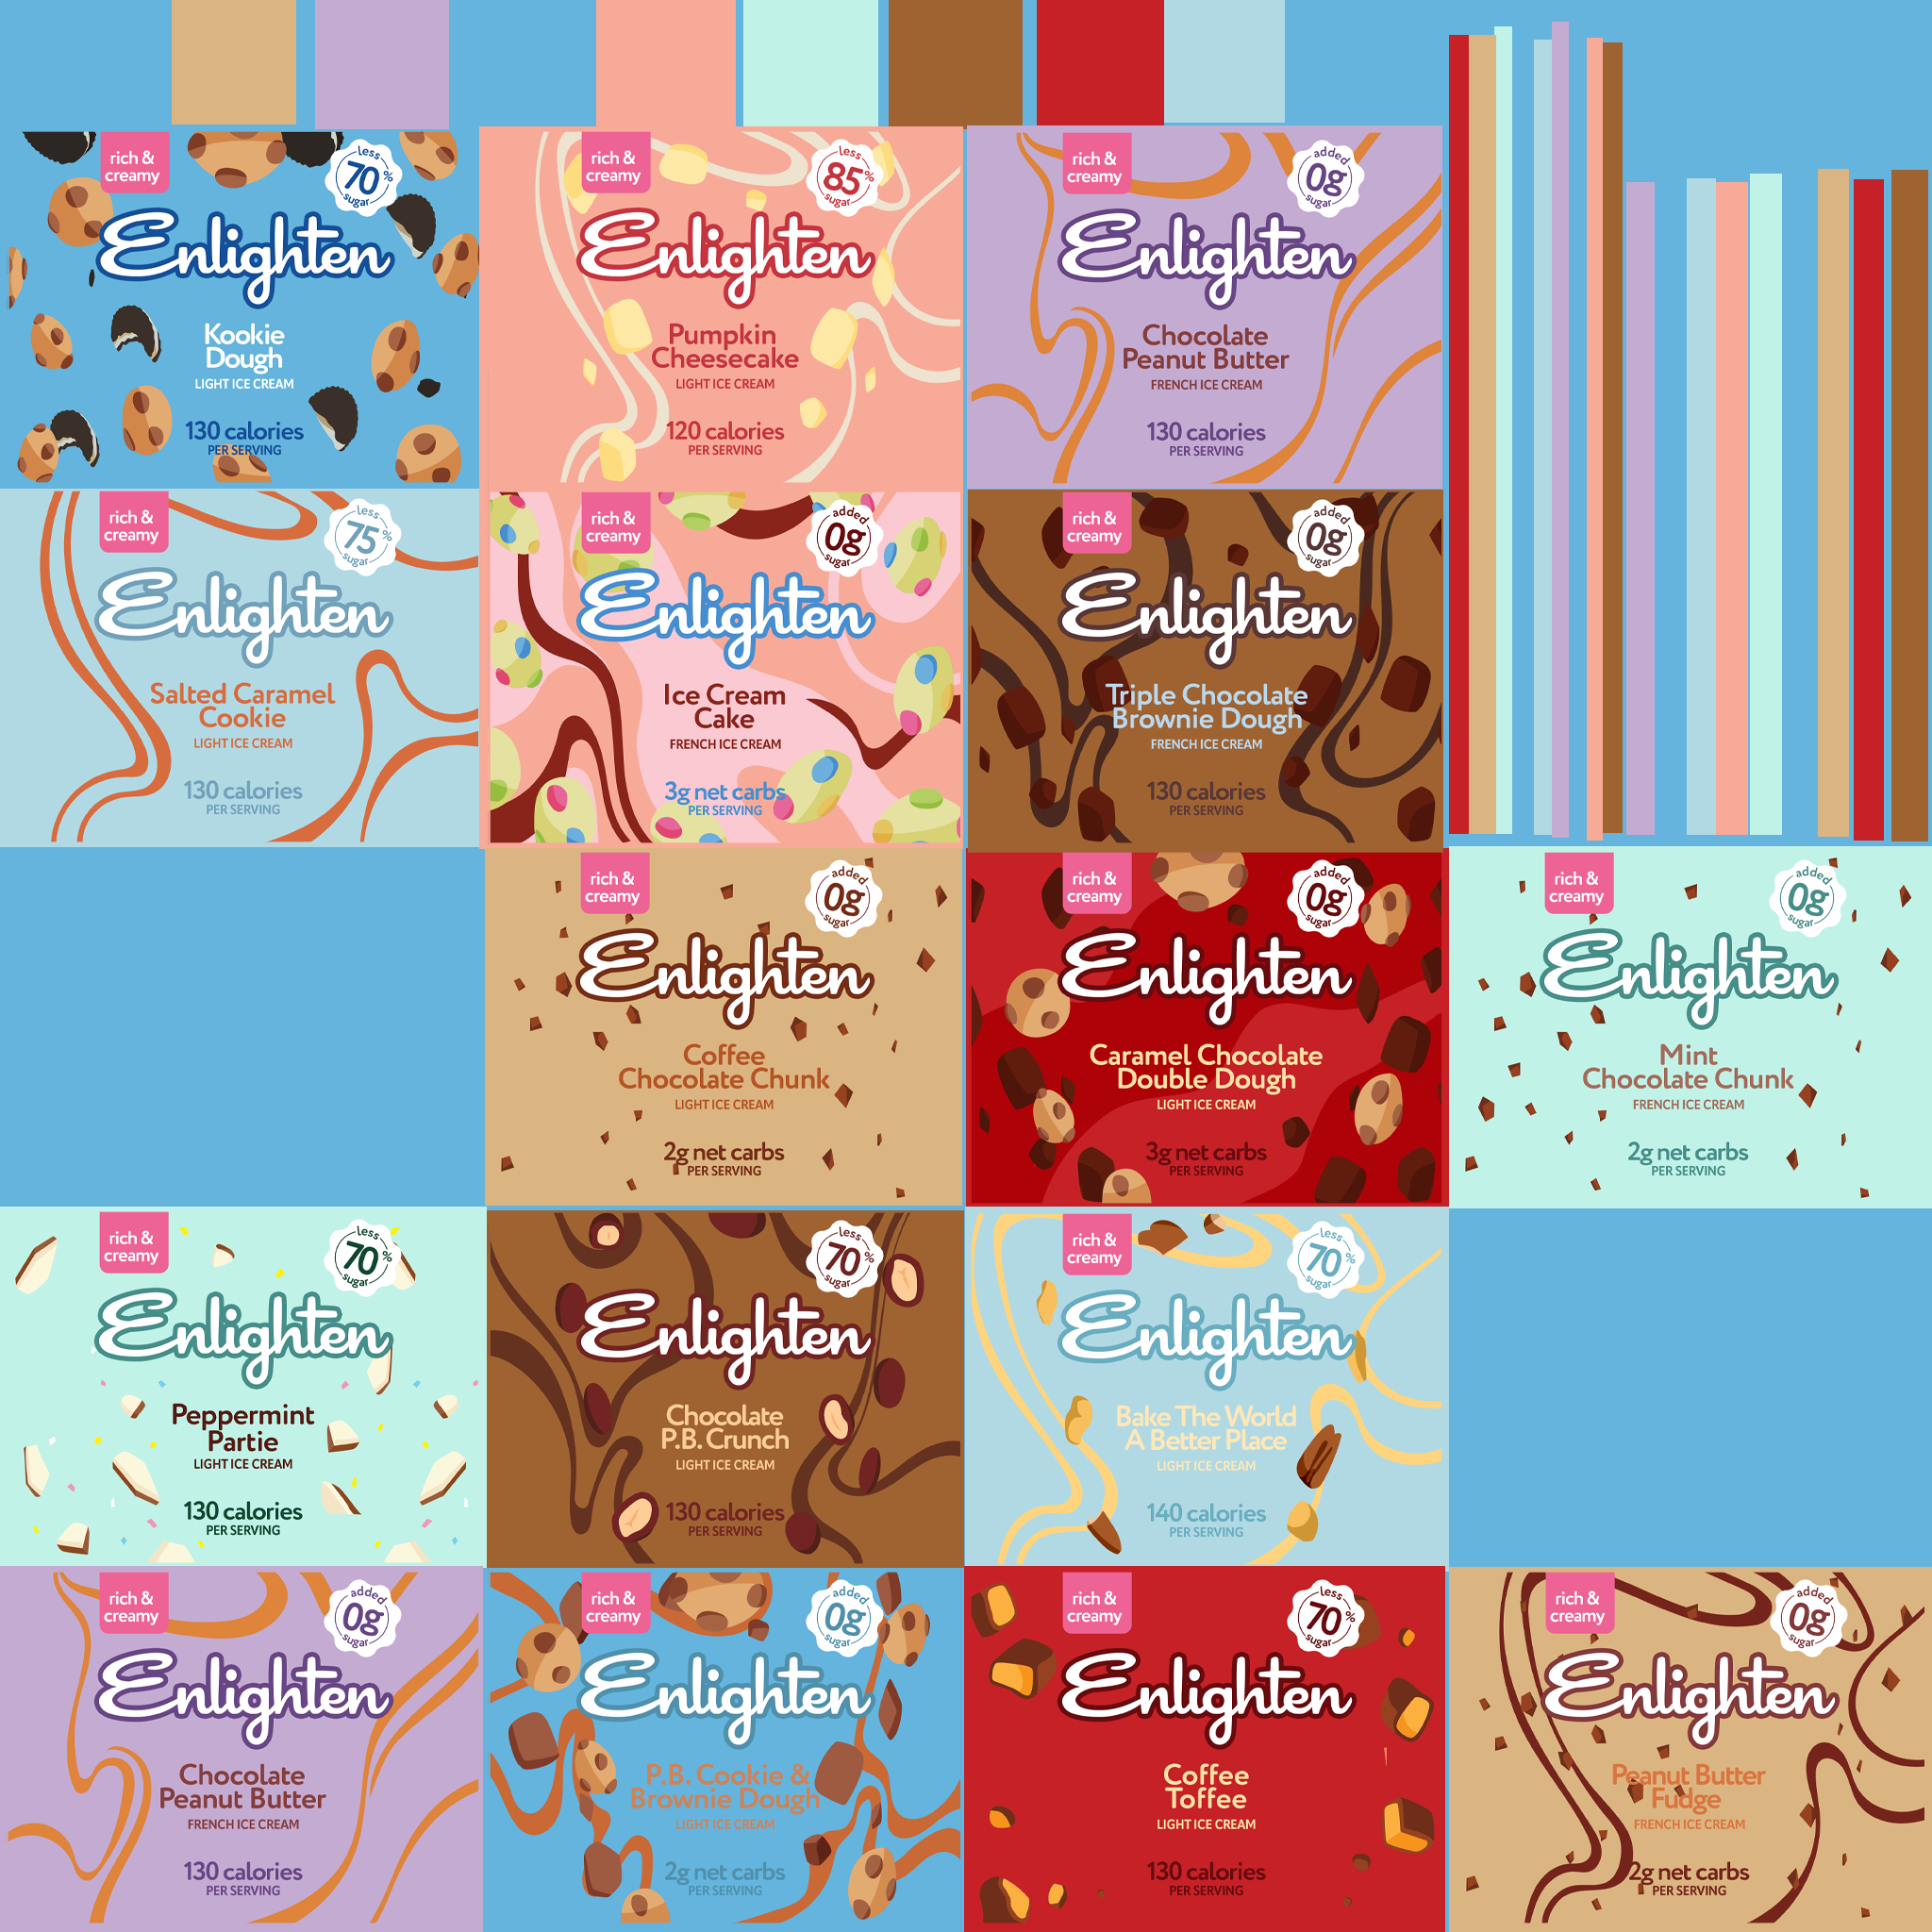 rich &
creamy
less
70%
sugar
Enlighten
Kookie
Dough
LIGHT ICE CREAM
130 calories
PER SERVING
rich &
creamy
less
85%
sugar
Enlighten
Pumpkin
Cheesecake
LIGHT ICE CREAM
120 calories
PER SERVING
rich &
creamy
added
0g
sugar
Enlighten
Chocolate
Peanut Butter
FRENCH ICE CREAM
130 calories
PER SERVING
rich &
creamy
less
75%
sugar
Enlighten
Salted Caramel
Cookie
LIGHT ICE CREAM
130 calories
PER SERVING
rich &
creamy
added
0g
sugar
Enlighten
Ice Cream
Cake
FRENCH ICE CREAM
3g net carbs
PER SERVING
rich &
creamy
added
0g
sugar
Enlighten
Triple Chocolate
Brownie Dough
FRENCH ICE CREAM
130 calories
PER SERVING
rich &
creamy
added
0g
sugar
Enlighten
Coffee
Chocolate Chunk
LIGHT ICE CREAM
2g net carbs
PER SERVING
rich &
creamy
added
0g
sugar
Enlighten
Caramel Chocolate
Double Dough
LIGHT ICE CREAM
3g net carbs
PER SERVING
rich &
creamy
added
0g
sugar
Enlighten
Mint
Chocolate Chunk
FRENCH ICE CREAM
2g net carbs
PER SERVING
rich &
creamy
less
70%
sugar
Enlighten
Peppermint
Partie
LIGHT ICE CREAM
130 calories
PER SERVING
rich &
creamy
less
70%
sugar
Enlighten
Chocolate
P.B. Crunch
LIGHT ICE CREAM
130 calories
PER SERVING
rich &
creamy
less
70%
sugar
Enlighten
Bake The World
A Better Place
LIGHT ICE CREAM
140 calories
PER SERVING
rich &
creamy
added
0g
sugar
Enlighten
Chocolate
Peanut Butter
FRENCH ICE CREAM
130 calories
PER SERVING
rich &
creamy
added
0g
sugar
Enlighten
P.B. Cookie &
Brownie Dough
LIGHT ICE CREAM
2g net carbs
PER SERVING
rich &
creamy
less
70%
sugar
Enlighten
Coffee
Toffee
LIGHT ICE CREAM
130 calories
PER SERVING
rich &
creamy
added
0g
sugar
Enlighten
Peanut Butter
Fudge
FRENCH ICE CREAM
2g net carbs
PER SERVING